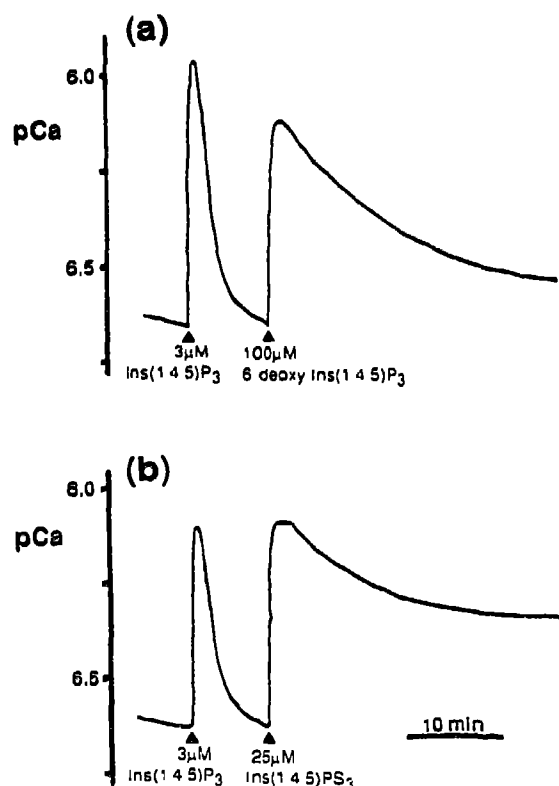 (a)
6.0
pCa
6.5
3μM 100μM
Ins(1 4 5)P₃ 6 deoxy Ins(1 4 5)P₃
(b)
6.0
pCa
6.5
10 min
3μM 25μM
Ins(1 4 5)P₃ Ins(1 4 5)PS₃